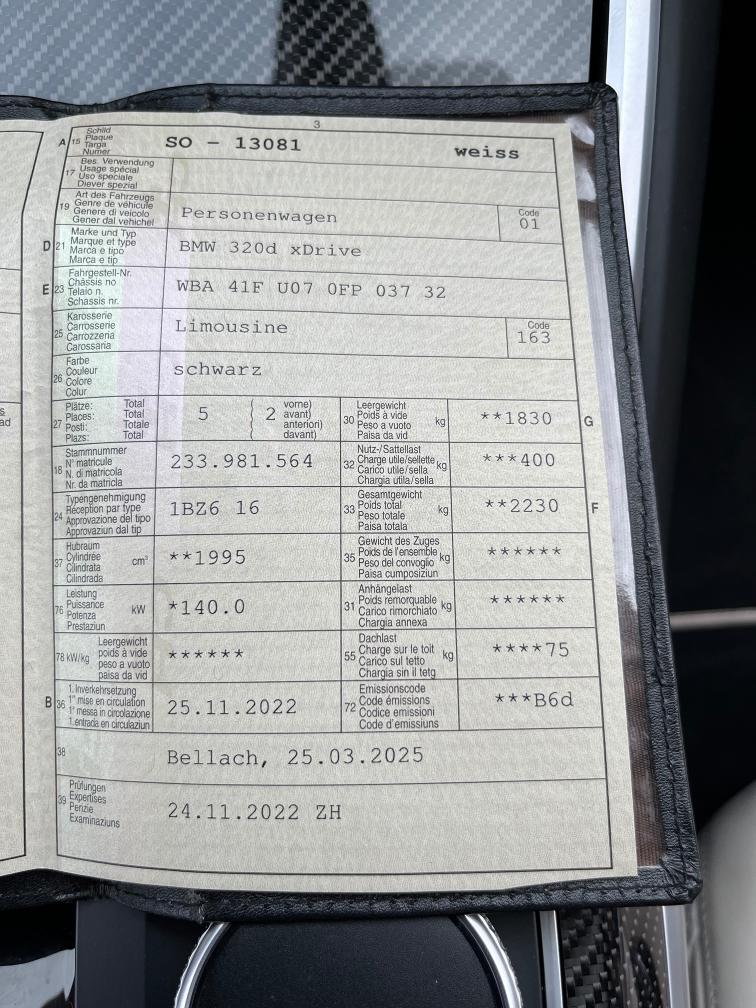 3
A 15 Schild Plaque Targa Numer SO - 13081 weiss
17 Bes. Verwendung Usage spécial Uso speciale Diever spezial
19 Art des Fahrzeugs Genre de véhicule Genere di veicolo Gener dal vehichel Personenwagen Code 01
D 21 Marke und Typ Marque et type Marca e tipo Marca e tip BMW 320d xDrive
E 23 Fahrgestell-Nr. Châssis no Telaio n. Schassis nr. WBA 41F U07 0FP 037 32
25 Karosserie Carrosserie Carrozzeria Carossaria Limousine Code 163
26 Farbe Couleur Colore Colur schwarz
27 Plätze: Places: Posti: Plazs: Total Total Totale Total 5 2 vorne) avant) anteriori) davant) 30 Leergewicht Poids à vide Peso a vuoto Paisa da vid kg **1830 G
18 Stammnummer N° matricule N. di matricola Nr. da matricla 233.981.564 32 Nutz-/Sattellast Charge utile/sellette Carico utile/sella Chargia utila/sella kg ***400
24 Typengenehmigung Réception par type Approvazione del tipo Approvaziun dal tip 1BZ6 16 33 Gesamtgewicht Poids total Peso totale Paisa totala kg **2230 F
37 Hubraum Cylindrée Cilindrata Cilindrada cm³ **1995 35 Gewicht des Zuges Poids de l'ensemble Peso del convoglio Paisa cumposiziun kg ******
76 Leistung Puissance Potenza Prestaziun kW *140.0 31 Anhängelast Poids remorquable Carico rimorchiato Chargia annexa kg ******
78 kW/kg Leergewicht poids à vide peso a vuoto paisa da vid ****** 55 Dachlast Charge sur le toit Carico sul tetto Chargia sin il tetg kg ****75
B 36 1. Inverkehrsetzung 1re mise en circulation 1a messa in circolazione 1. entrada en circulaziun 25.11.2022 72 Emissionscode Code émissions Codice emissioni Code d'emissiuns ***B6d
38 Bellach, 25.03.2025
39 Prüfungen Expertises Perizie Examinaziuns 24.11.2022 ZH